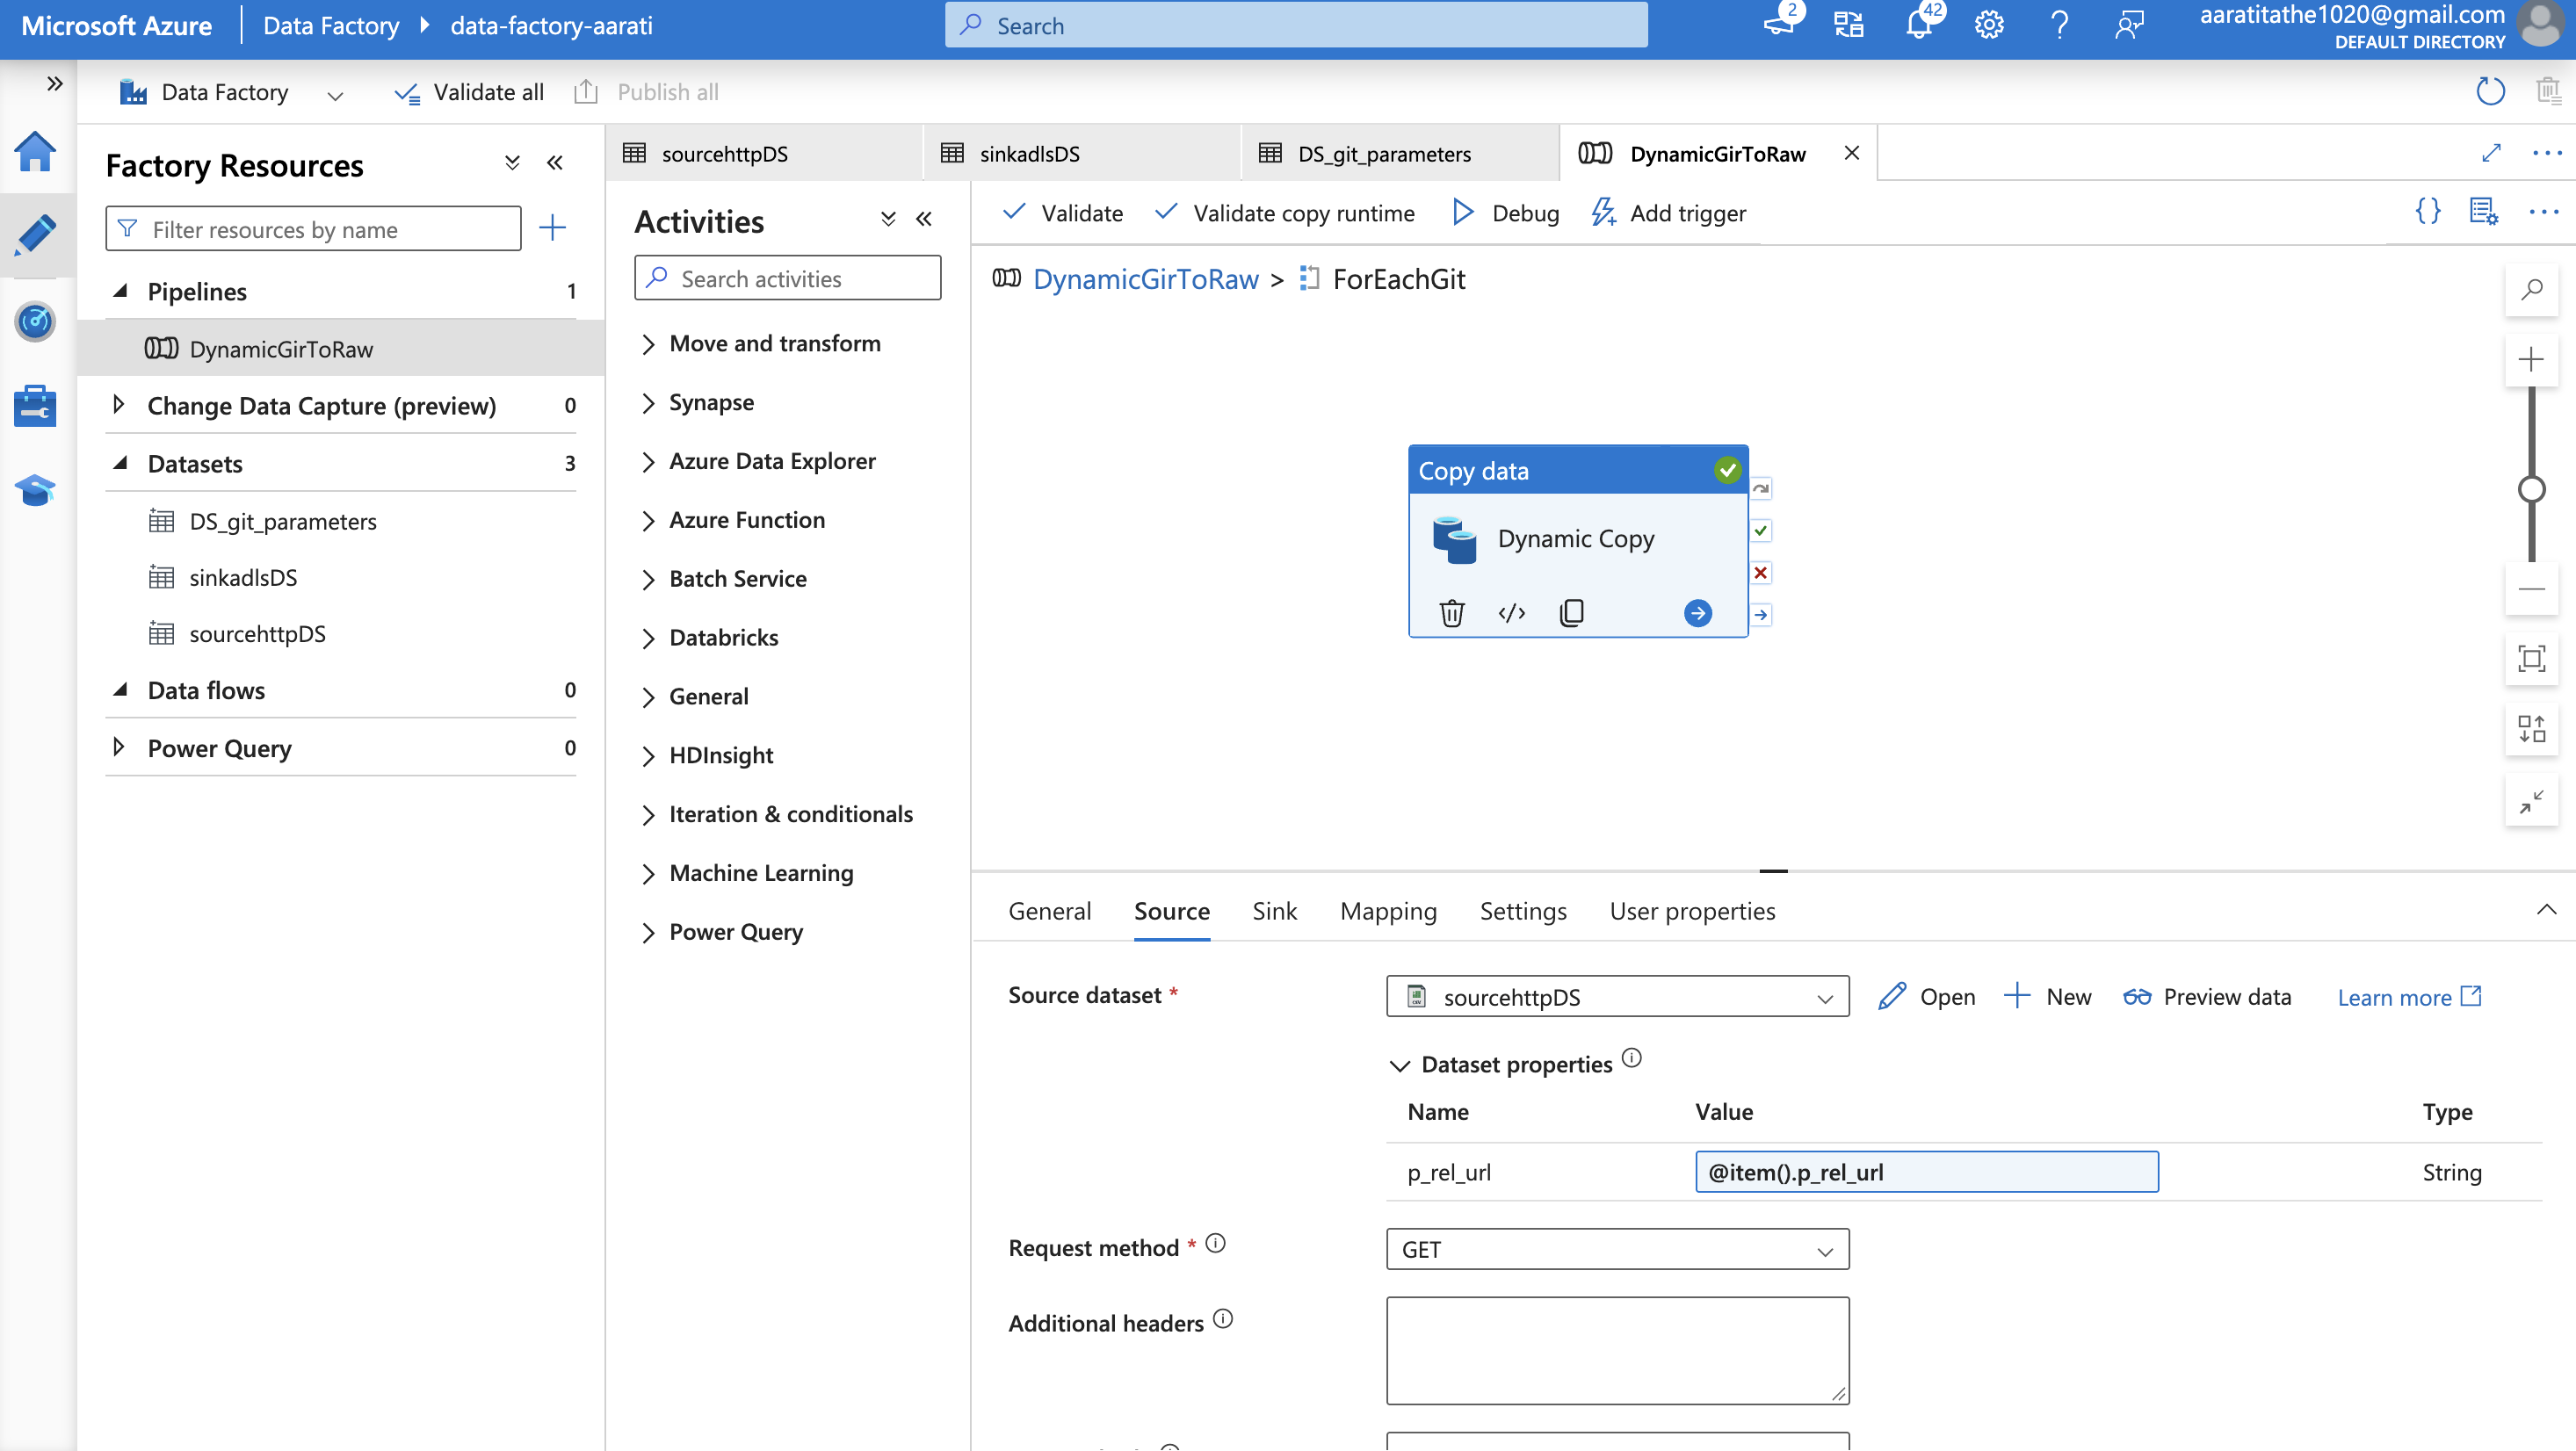 Microsoft Azure
Data Factory
data-factory-aarati
Search
2
42
aaratitathe1020@gmail.com
DEFAULT DIRECTORY
Data Factory
Validate all
Publish all
Factory Resources
Filter resources by name
Pipelines
1
DynamicGirToRaw
Change Data Capture (preview)
0
Datasets
3
DS_git_parameters
sinkadlsDS
sourcehttpDS
Data flows
0
Power Query
0
sourcehttpDS
sinkadlsDS
DS_git_parameters
DynamicGirToRaw
Activities
Search activities
Move and transform
Synapse
Azure Data Explorer
Azure Function
Batch Service
Databricks
General
HDInsight
Iteration & conditionals
Machine Learning
Power Query
Validate
Validate copy runtime
Debug
Add trigger
DynamicGirToRaw > ForEachGit
Copy data
Dynamic Copy
General
Source
Sink
Mapping
Settings
User properties
Source dataset *
sourcehttpDS
Open
New
Preview data
Learn more
Dataset properties
Name
Value
Type
p_rel_url
@item().p_rel_url
String
Request method *
GET
Additional headers